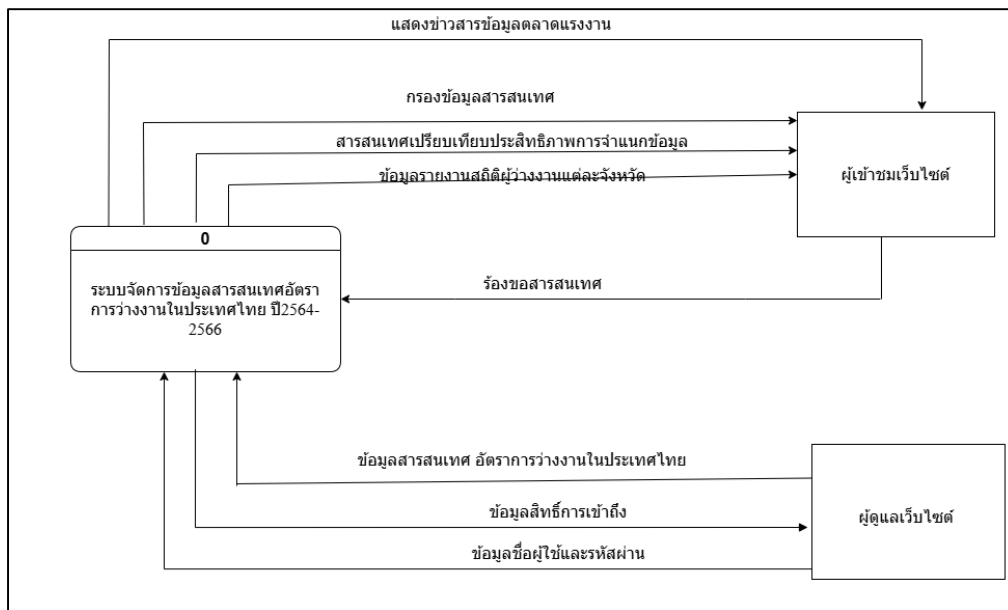 แสดงข่าวสารข้อมูลตลาดแรงงาน
กรองข้อมูลสารสนเทศ
สารสนเทศเปรียบเทียบประสิทธิภาพการจำแนกข้อมูล
ข้อมูลรายงานสถิติผู้ว่างงานแต่ละจังหวัด
ผู้เข้าชมเว็บไซต์
0
ระบบจัดการข้อมูลสารสนเทศอัตรา
การว่างงานในประเทศไทย ปี2564-
2566
ร้องขอสารสนเทศ
ข้อมูลสารสนเทศ อัตราการว่างงานในประเทศไทย
ข้อมูลสิทธิ์การเข้าถึง
ผู้ดูแลเว็บไซต์
ข้อมูลชื่อผู้ใช้และรหัสผ่าน